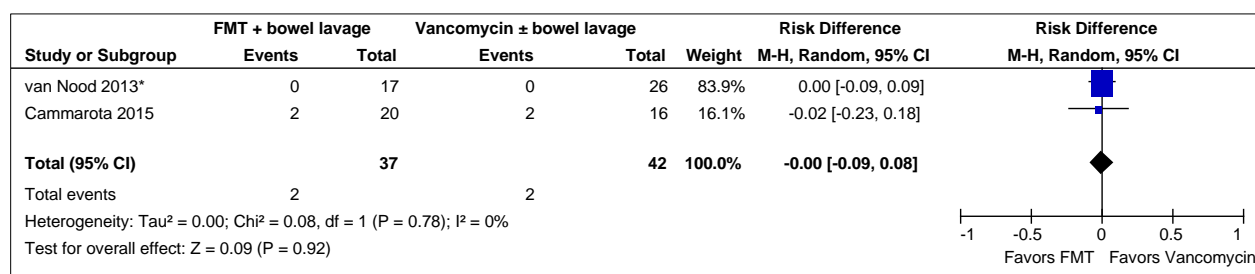 FMT + bowel lavage Vancomycin ± bowel lavage Risk Difference Risk Difference
Study or Subgroup Events Total Events Total Weight M-H, Random, 95% CI M-H, Random, 95% CI
van Nood 2013* 0 17 0 26 83.9% 0.00 [-0.09, 0.09]
Cammarota 2015 2 20 2 16 16.1% -0.02 [-0.23, 0.18]
Total (95% CI) 37 42 100.0% -0.00 [-0.09, 0.08]
Total events 2 2
Heterogeneity: Tau² = 0.00; Chi² = 0.08, df = 1 (P = 0.78); I² = 0%
Test for overall effect: Z = 0.09 (P = 0.92)
-1 -0.5 0 0.5 1
Favors FMT Favors Vancomycin